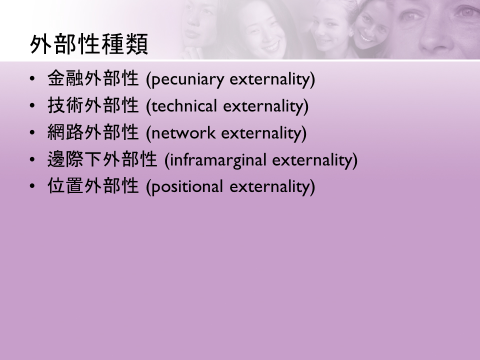 外部性種類
• 金融外部性 (pecuniary externality)
• 技術外部性 (technical externality)
• 網路外部性 (network externality)
• 邊際下外部性 (inframarginal externality)
• 位置外部性 (positional externality)